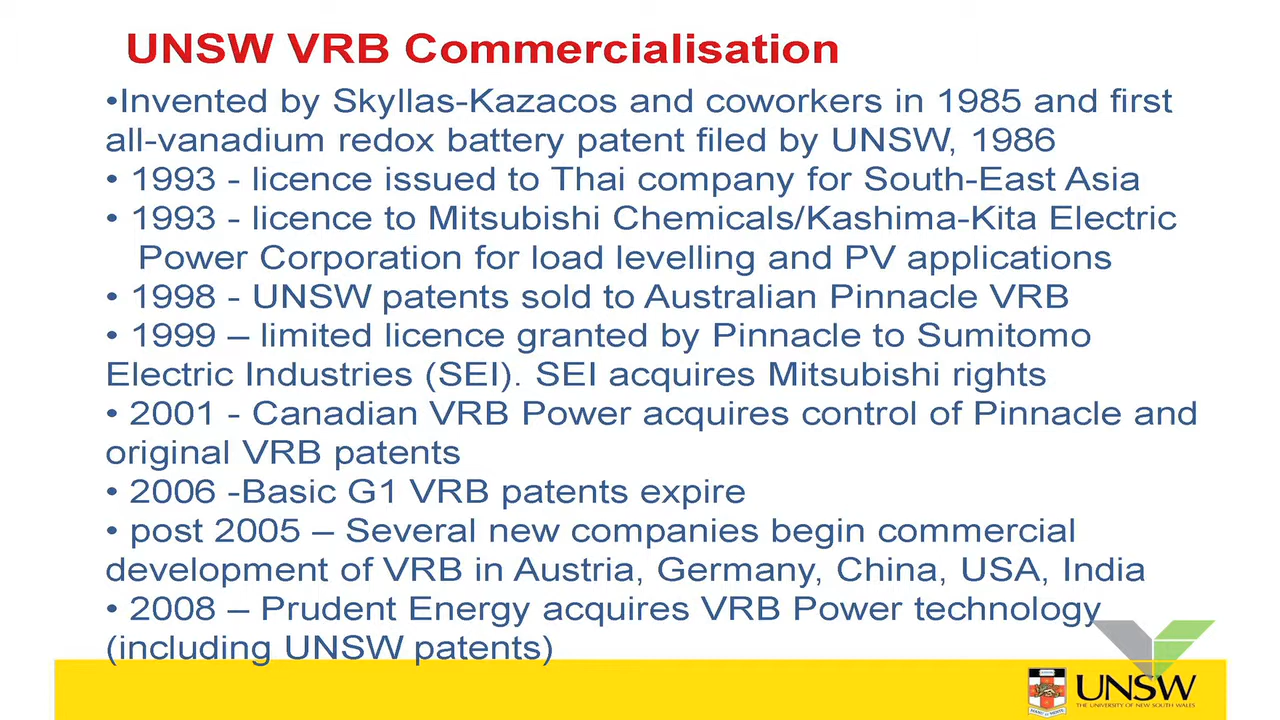 UNSW VRB Commercialisation
•Invented by Skyllas-Kazacos and coworkers in 1985 and first
all-vanadium redox battery patent filed by UNSW, 1986
• 1993 - licence issued to Thai company for South-East Asia
• 1993 - licence to Mitsubishi Chemicals/Kashima-Kita Electric
Power Corporation for load levelling and PV applications
• 1998 - UNSW patents sold to Australian Pinnacle VRB
• 1999 – limited licence granted by Pinnacle to Sumitomo
Electric Industries (SEI). SEI acquires Mitsubishi rights
• 2001 - Canadian VRB Power acquires control of Pinnacle and
original VRB patents
• 2006 -Basic G1 VRB patents expire
• post 2005 – Several new companies begin commercial
development of VRB in Austria, Germany, China, USA, India
• 2008 – Prudent Energy acquires VRB Power technology
(including UNSW patents)
UNSW
THE UNIVERSITY OF NEW SOUTH WALES